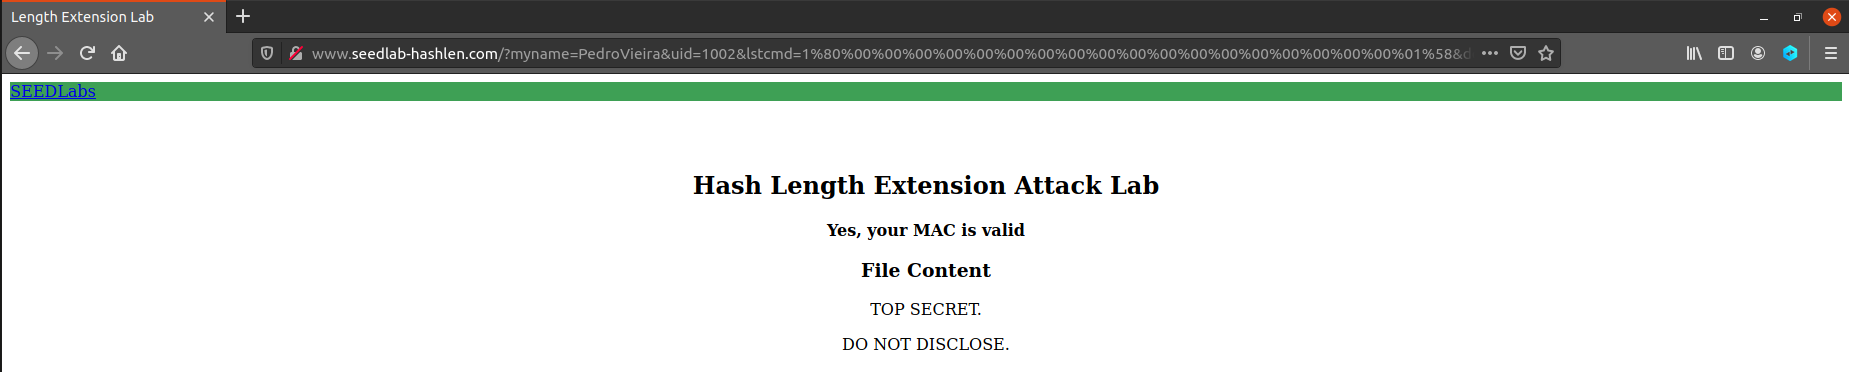 Length Extension Lab
www.seedlab-hashlen.com/?myname=PedroVieira&uid=1002&lstcmd=1%80%00%00%00%00%00%00%00%00%00%00%00%00%00%00%00%00%00%00%00%01%58&d
SEEDLabs
Hash Length Extension Attack Lab
Yes, your MAC is valid
File Content
TOP SECRET.
DO NOT DISCLOSE.